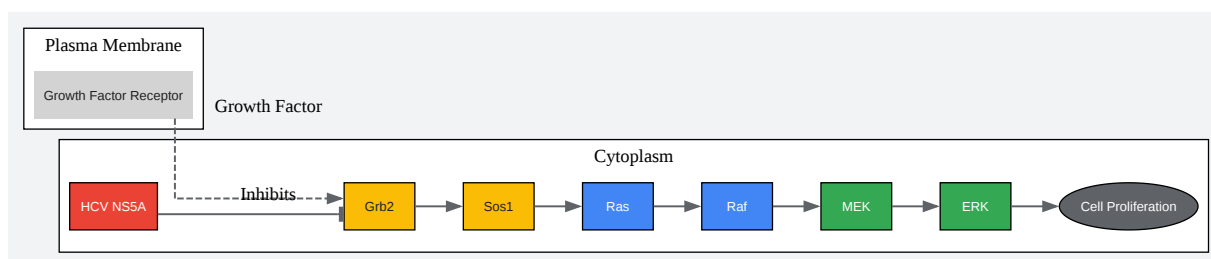 Plasma Membrane
Growth Factor Receptor
Growth Factor
Cytoplasm
HCV NS5A
Inhibits
Grb2
Sos1
Ras
Raf
MEK
ERK
Cell Proliferation